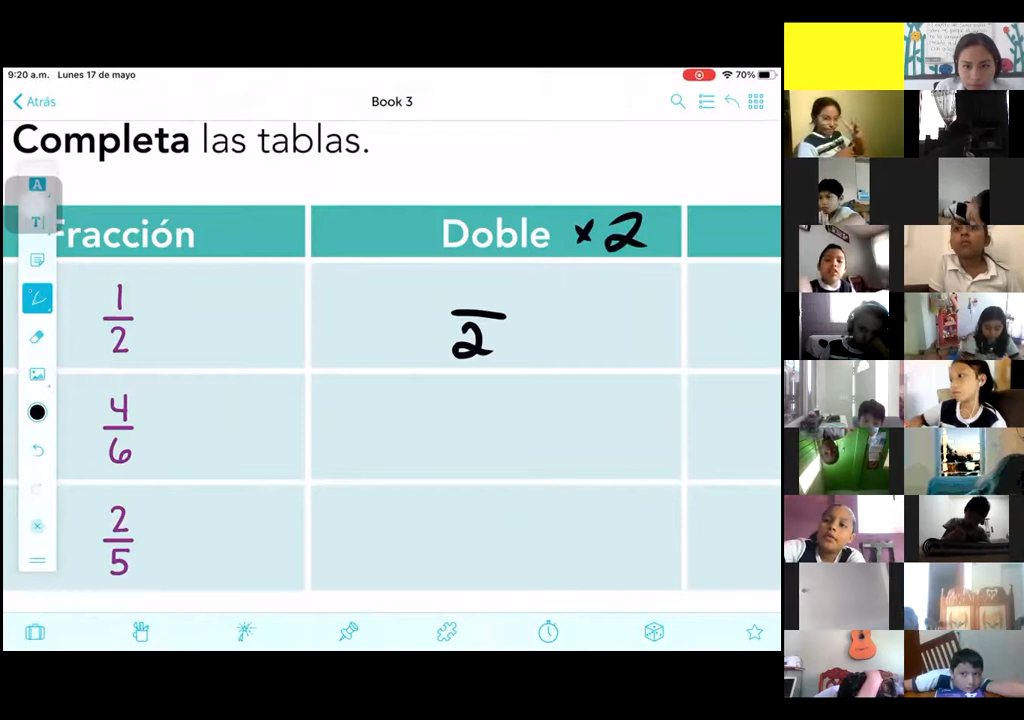 9:20 a.m. Lunes 17 de mayo
70%
Atrás
Book 3
Completa las tablas.
A
T
Fracción
Doble × 2
1
2
2
4
6
2
5